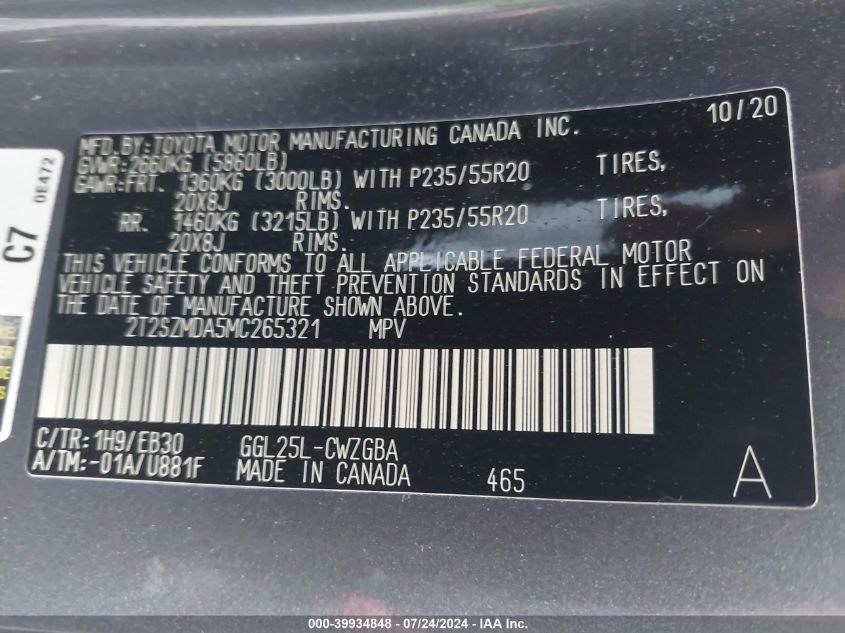 10/20
MFD.BY:TOYOTA MOTOR MANUFACTURING CANADA INC.
GVWR:2660KG (5860LB)
GAWR:FRT. 1360KG (3000LB) WITH P235/55R20 TIRES,
20X8J RIMS.
RR. 1460KG (3215LB) WITH P235/55R20 TIRES,
20X8J RIMS.
THIS VEHICLE CONFORMS TO ALL APPLICABLE FEDERAL MOTOR
VEHICLE SAFETY AND THEFT PREVENTION STANDARDS IN EFFECT ON
THE DATE OF MANUFACTURE SHOWN ABOVE.
2T2SZMDA5MC265321 MPV
C/TR:1H9/EB30 GGL25L-CWZGBA
A/TM:-01A/U881F MADE IN CANADA 465 A
C7
0E472
000-39934848 - 07/24/2024 - IAA Inc.